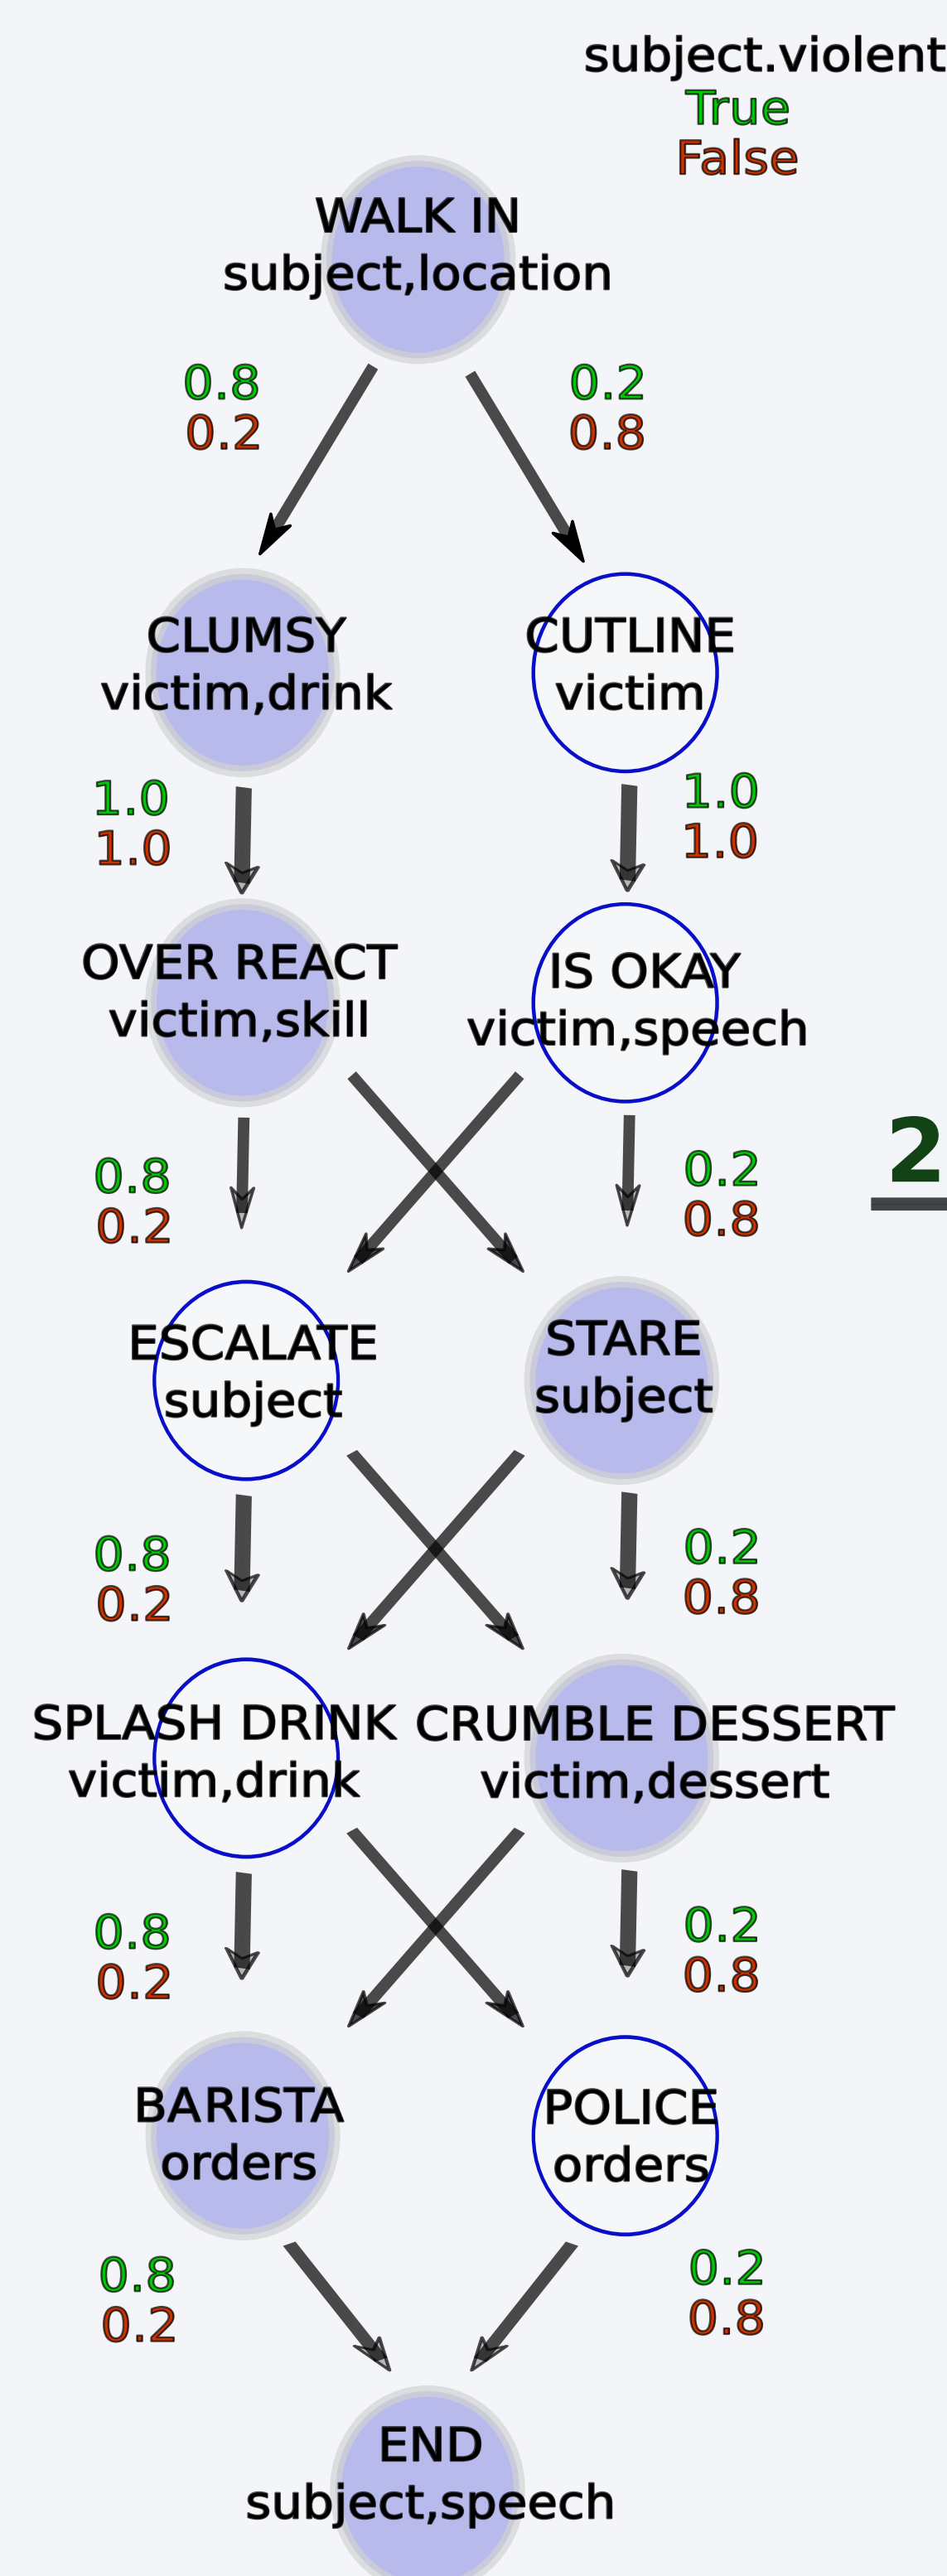 subject.violent
True
False
WALK IN
subject,location
0.8
0.2
0.2
0.8
CLUMSY
victim,drink
CUTLINE
victim
1.0
1.0
1.0
1.0
OVER REACT
victim,skill
IS OKAY
victim,speech
2
0.8
0.2
0.2
0.8
ESCALATE
subject
STARE
subject
0.8
0.2
0.2
0.8
SPLASH DRINK
victim,drink
CRUMBLE DESSERT
victim,dessert
0.8
0.2
0.2
0.8
BARISTA
orders
POLICE
orders
0.8
0.2
0.2
0.8
END
subject,speech